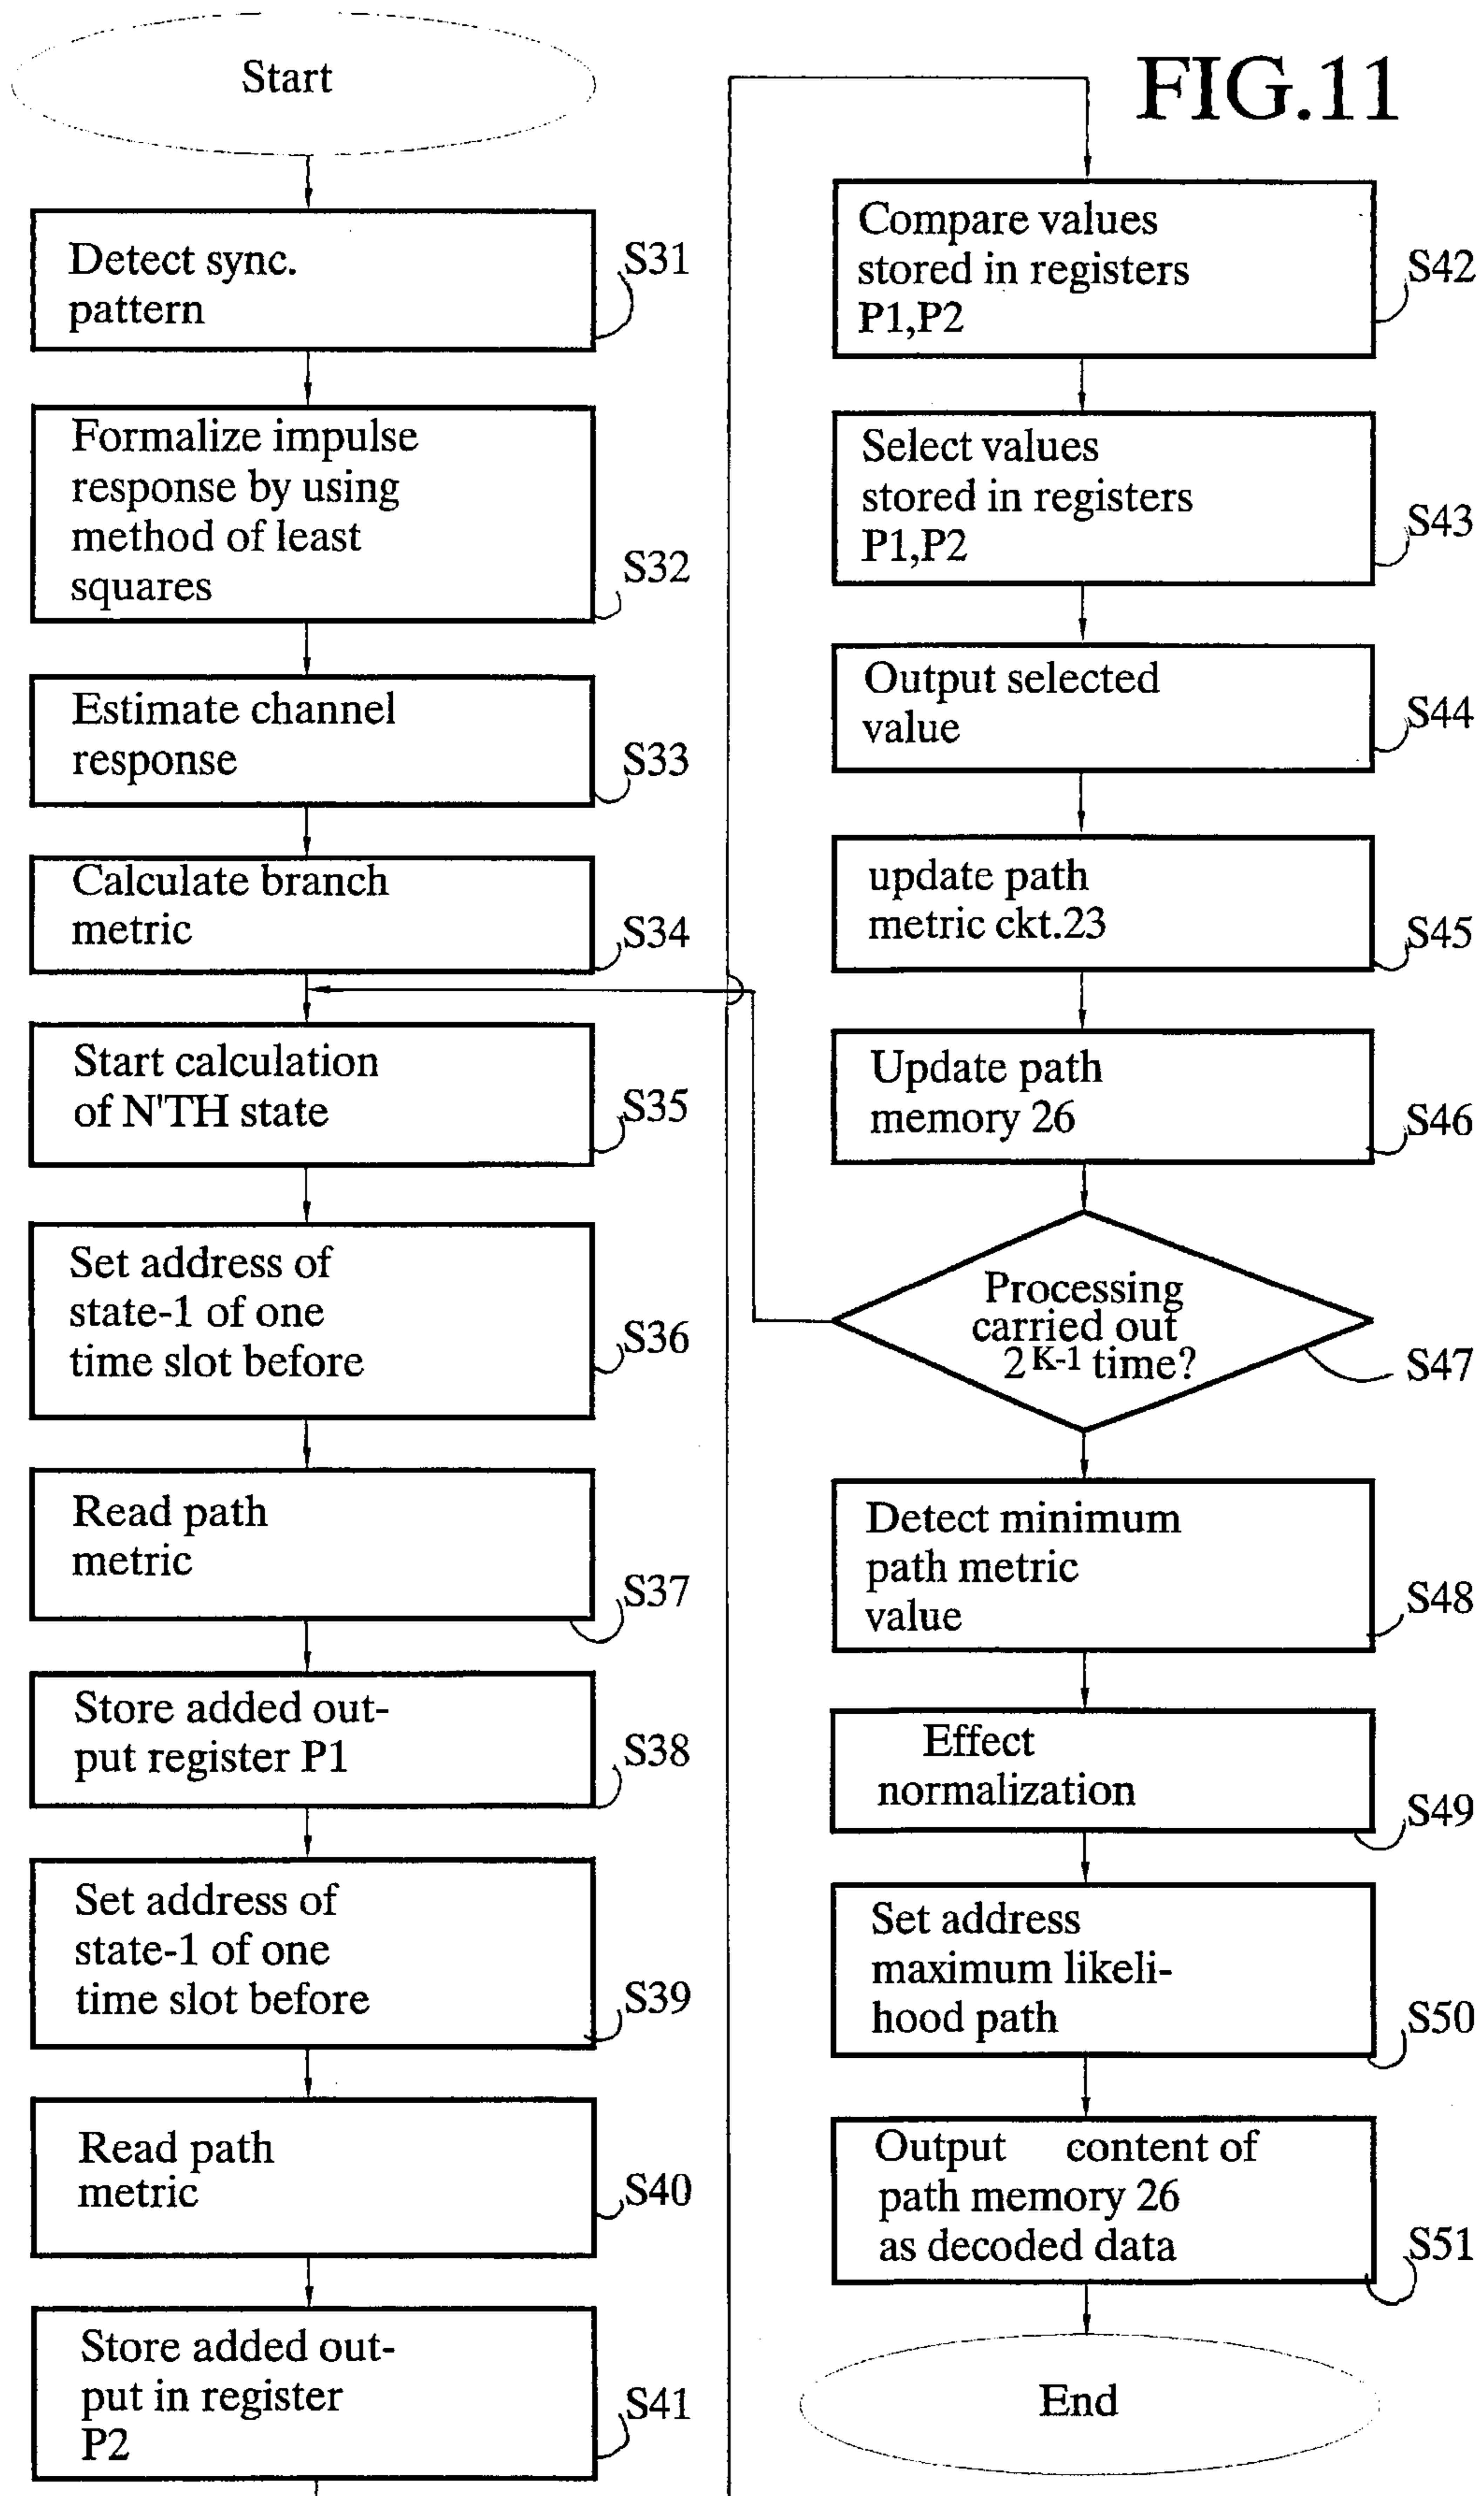 FIG.11
Start
Detect sync.
pattern
S31
Formalize impulse
response by using
method of least
squares
S32
Estimate channel
response
S33
Calculate branch
metric
S34
Start calculation
of N'TH state
S35
Set address of
state-1 of one
time slot before
S36
Read path
metric
S37
Store added out-
put register P1
S38
Set address of
state-1 of one
time slot before
S39
Read path
metric
S40
Store added out-
put in register
P2
S41
Compare values
stored in registers
P1,P2
S42
Select values
stored in registers
P1,P2
S43
Output selected
value
S44
update path
metric ckt.23
S45
Update path
memory 26
S46
Processing
carried out
2 K-1 time?
S47
Detect minimum
path metric
value
S48
Effect
normalization
S49
Set address
maximum likeli-
hood path
S50
Output content of
path memory 26
as decoded data
S51
End